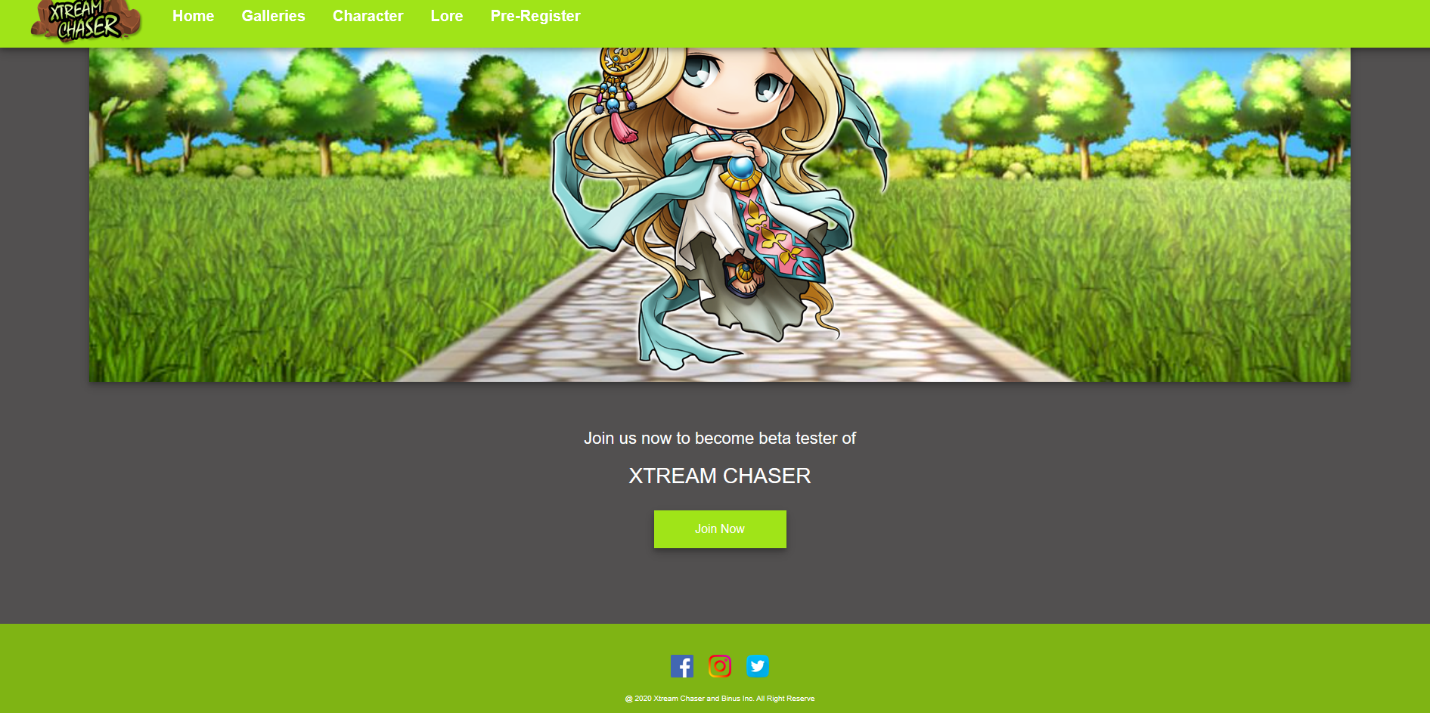 XTREAM
CHASER
Home Galleries Character Lore Pre-Register
Join us now to become beta tester of
XTREAM CHASER
Join Now
@ 2020 Xtream Chaser and Binus Inc. All Right Reserve